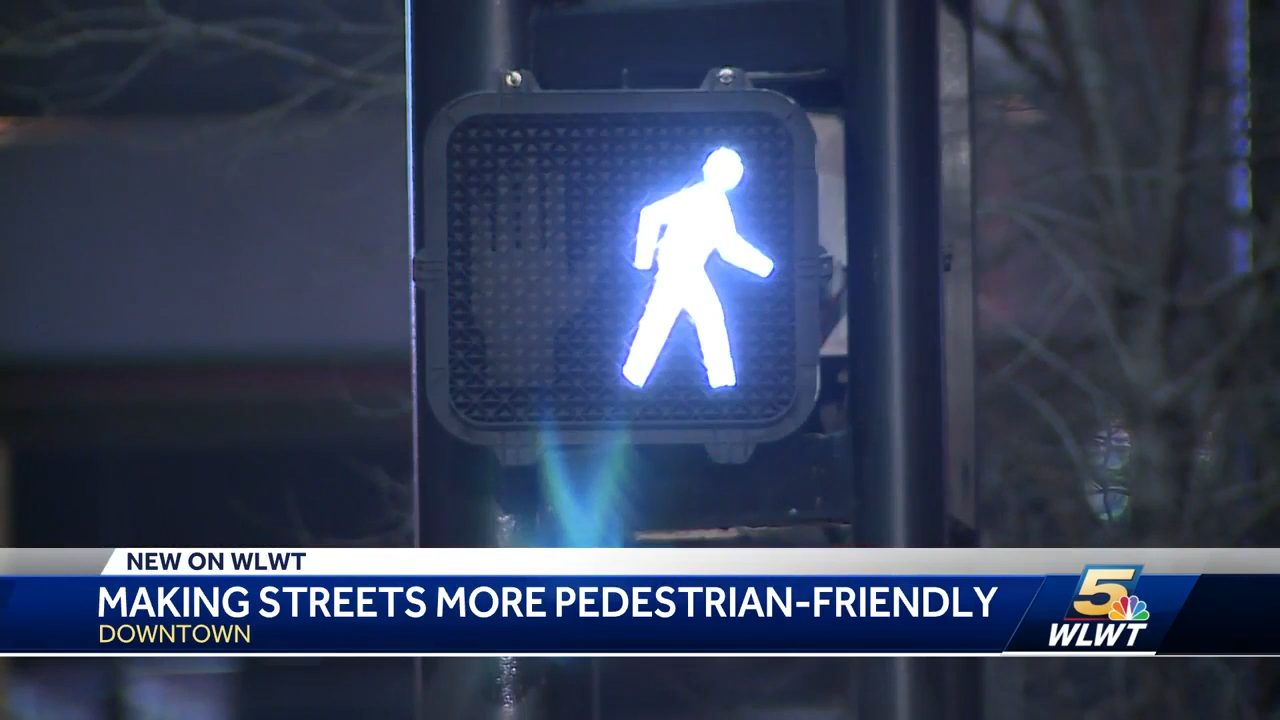 NEW ON WLWT
MAKING STREETS MORE PEDESTRIAN-FRIENDLY
DOWNTOWN
5
WLWT